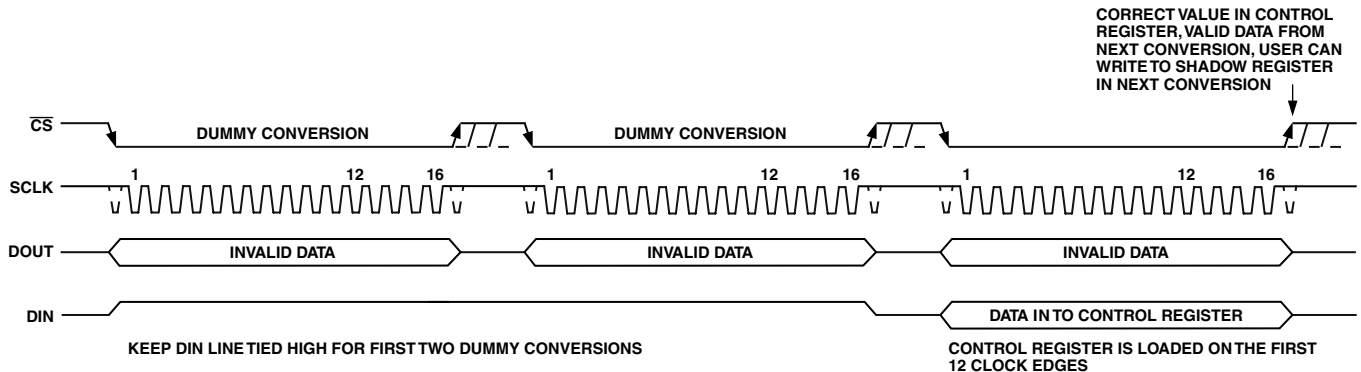 CORRECT VALUE IN CONTROL
REGISTER, VALID DATA FROM
NEXT CONVERSION, USER CAN
WRITE TO SHADOW REGISTER
IN NEXT CONVERSION
CS
DUMMY CONVERSION
DUMMY CONVERSION
SCLK
1 12 16 1 12 16 1 12 16
DOUT
INVALID DATA
INVALID DATA
INVALID DATA
DIN
DATA IN TO CONTROL REGISTER
KEEP DIN LINE TIED HIGH FOR FIRST TWO DUMMY CONVERSIONS
CONTROL REGISTER IS LOADED ON THE FIRST
12 CLOCK EDGES